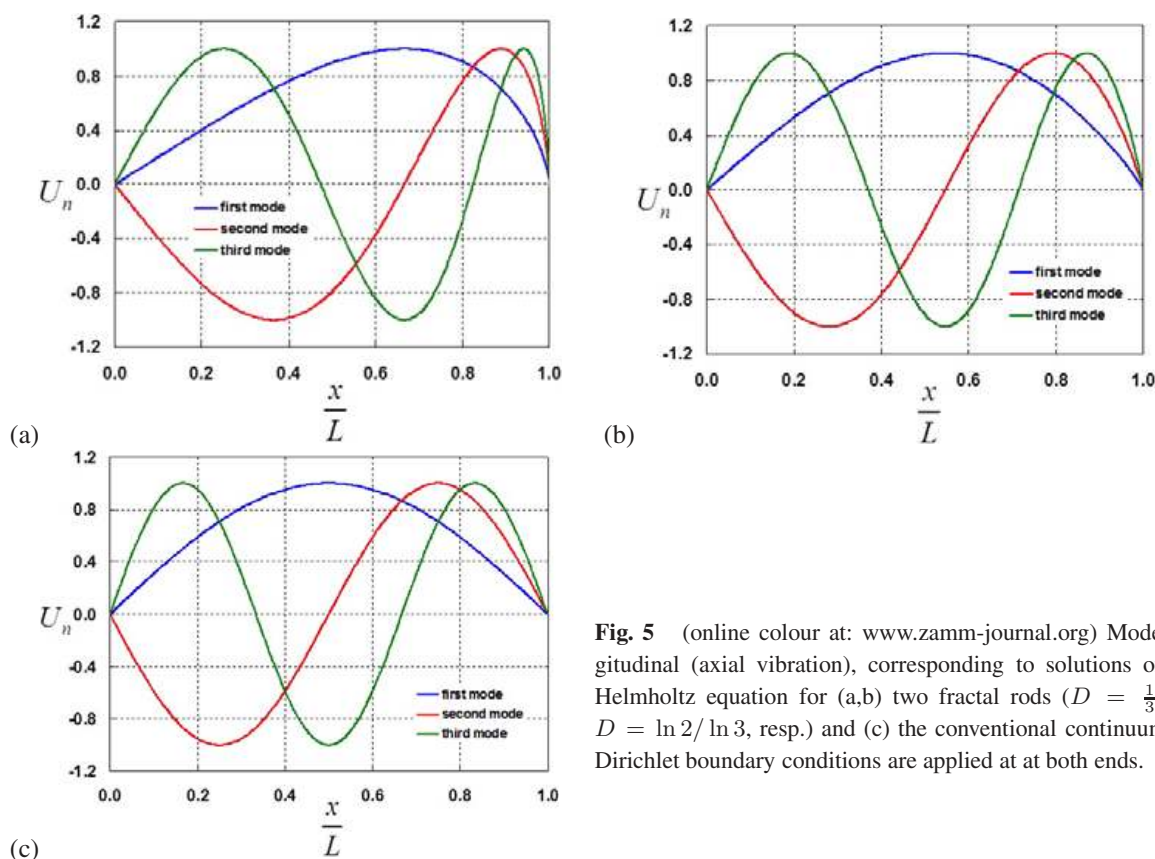 1.2
0.8
0.4
0.0
-0.4
-0.8
-1.2
U_n
first mode
second mode
third mode
0.0 0.2 0.4 0.6 0.8 1.0
x
L
(a)
1.2
0.8
0.4
0.0
-0.4
-0.8
-1.2
U_n
first mode
second mode
third mode
0.0 0.2 0.4 0.6 0.8 1.0
x
L
(b)
1.2
0.8
0.4
0.0
-0.4
-0.8
-1.2
U_n
first mode
second mode
third mode
0.0 0.2 0.4 0.6 0.8 1.0
x
L
(c)
Fig. 5 (online colour at: www.zamm-journal.org) Mode
gitudinal (axial vibration), corresponding to solutions o
Helmholtz equation for (a,b) two fractal rods (D = 1/3
D = ln 2/ ln 3, resp.) and (c) the conventional continuum
Dirichlet boundary conditions are applied at at both ends.